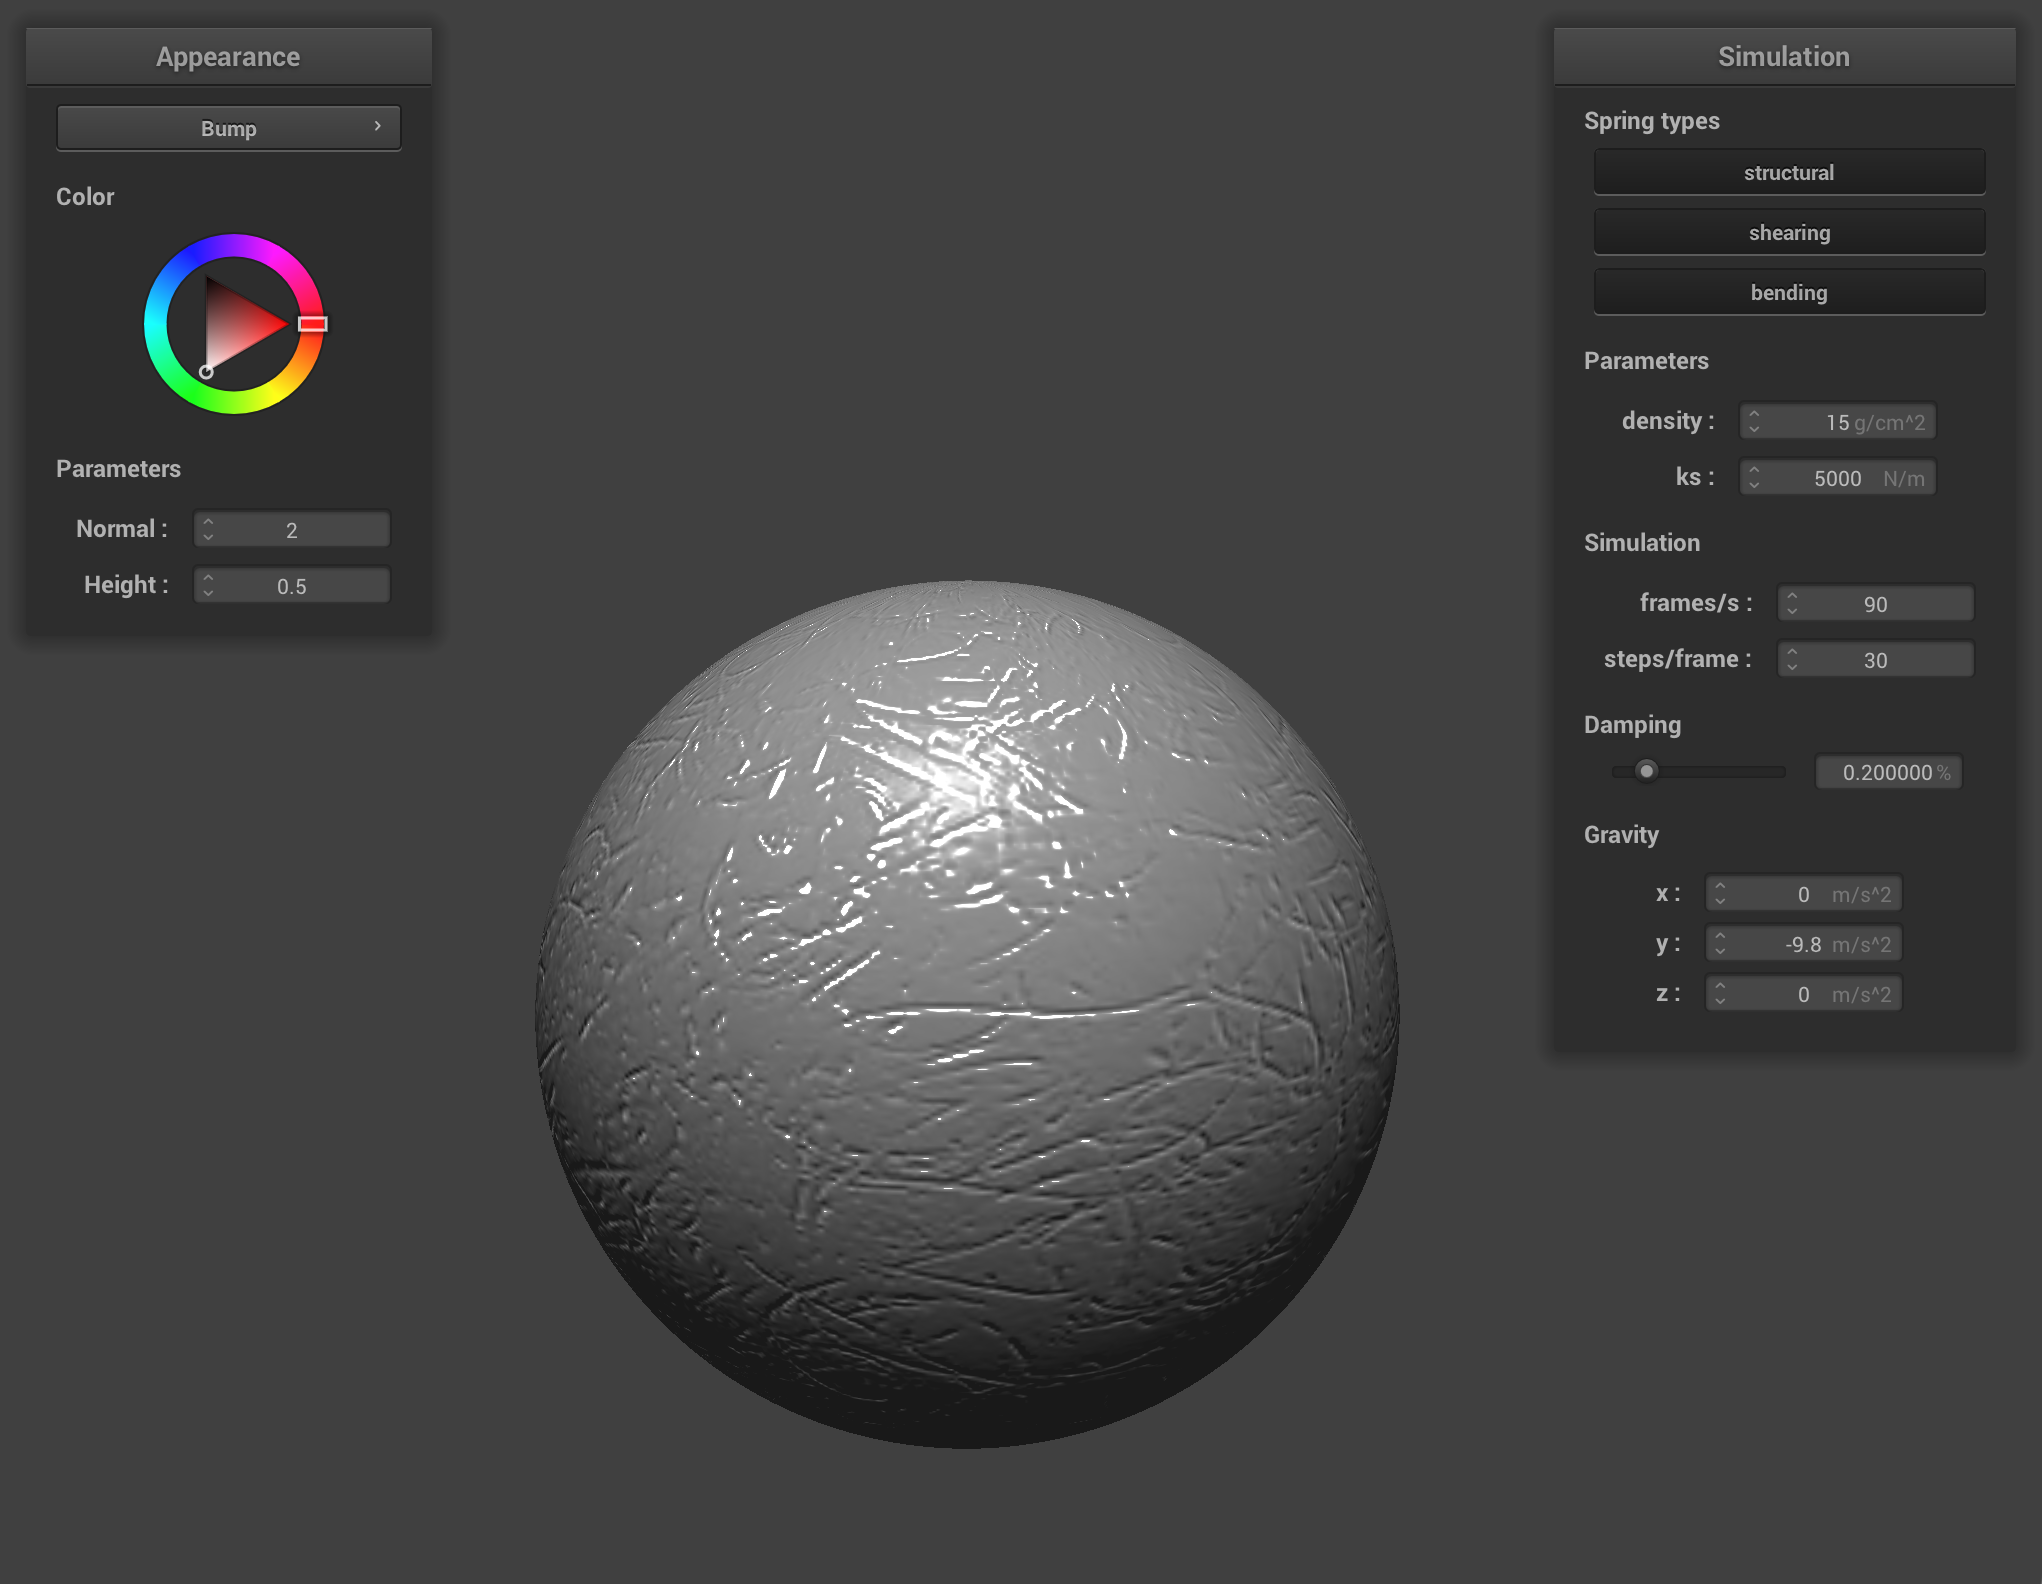 Appearance
Bump
Color
Parameters
Normal : 2
Height : 0.5
Simulation
Spring types
structural
shearing
bending
Parameters
density : 15 g/cm^2
ks : 5000 N/m
Simulation
frames/s : 90
steps/frame : 30
Damping
0.200000 %
Gravity
x : 0 m/s^2
y : -9.8 m/s^2
z : 0 m/s^2